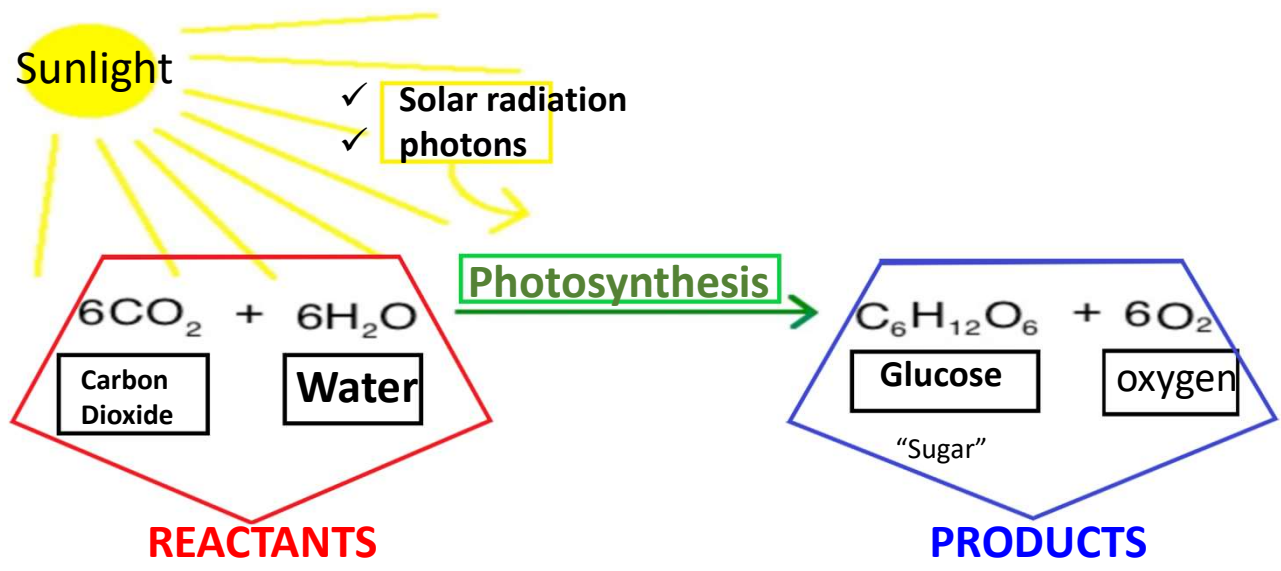 Sunlight
✓ Solar radiation
✓ photons
Photosynthesis
6CO₂ + 6H₂O
C₆H₁₂O₆ + 6O₂
Carbon
Dioxide
Water
Glucose
oxygen
“Sugar”
REACTANTS
PRODUCTS